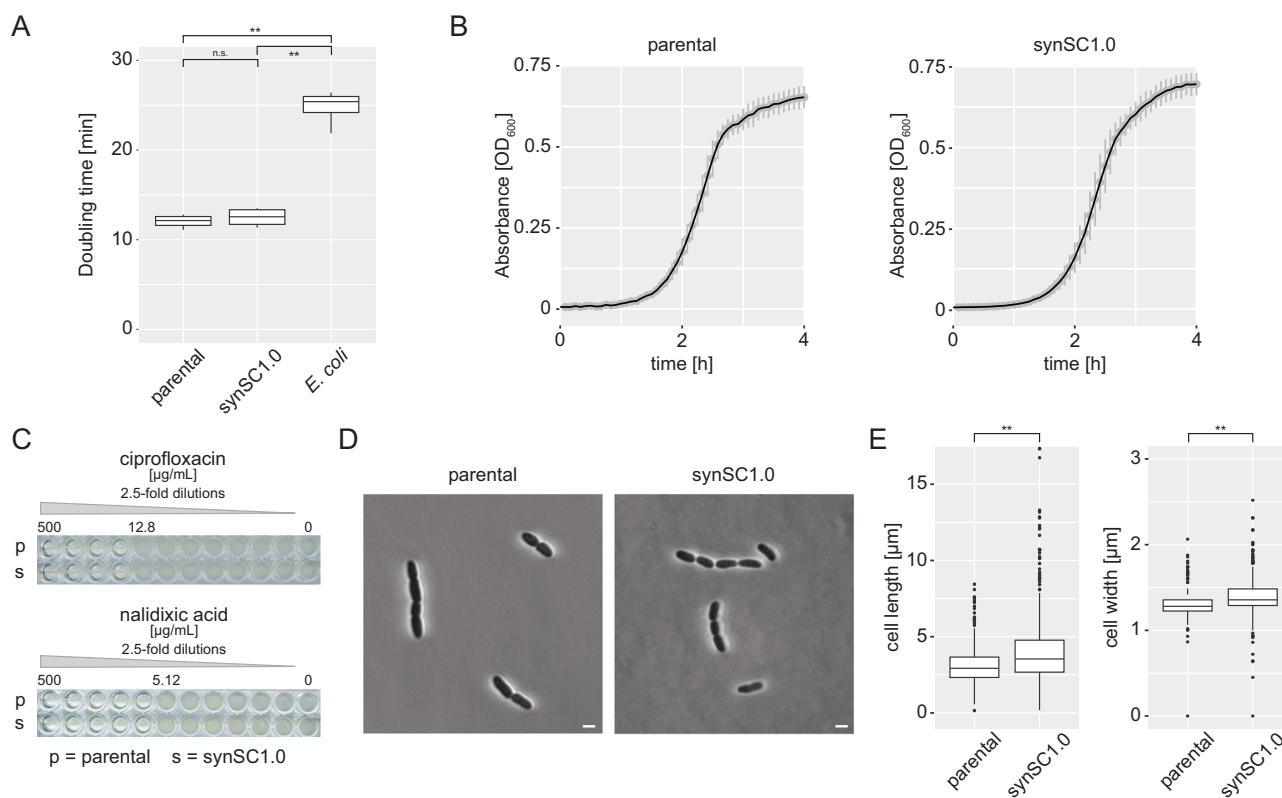 A
**
n.s.
**
Doubling time [min]
30
20
10
0
parental
synSC1.0
E. coli
B
parental
Absorbance [OD600]
0.75
0.5
0.25
0
0
2
4
time [h]
synSC1.0
Absorbance [OD600]
0.75
0.5
0.25
0
0
2
4
time [h]
C
ciprofloxacin
[µg/mL]
2.5-fold dilutions
500 12.8 0
p
s
nalidixic acid
[µg/mL]
2.5-fold dilutions
500 5.12 0
p
s
p = parental s = synSC1.0
D
parental
synSC1.0
E
**
cell length [µm]
15
10
5
0
parental
synSC1.0
**
cell width [µm]
3
2
1
0
parental
synSC1.0